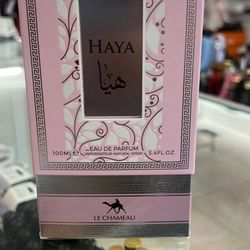 HAYA
هيا
EAU DE PARFUM
100ML ℮ VAPORISATEUR NATURAL SPRAY 3.4FL.OZ
LE CHAMEAU